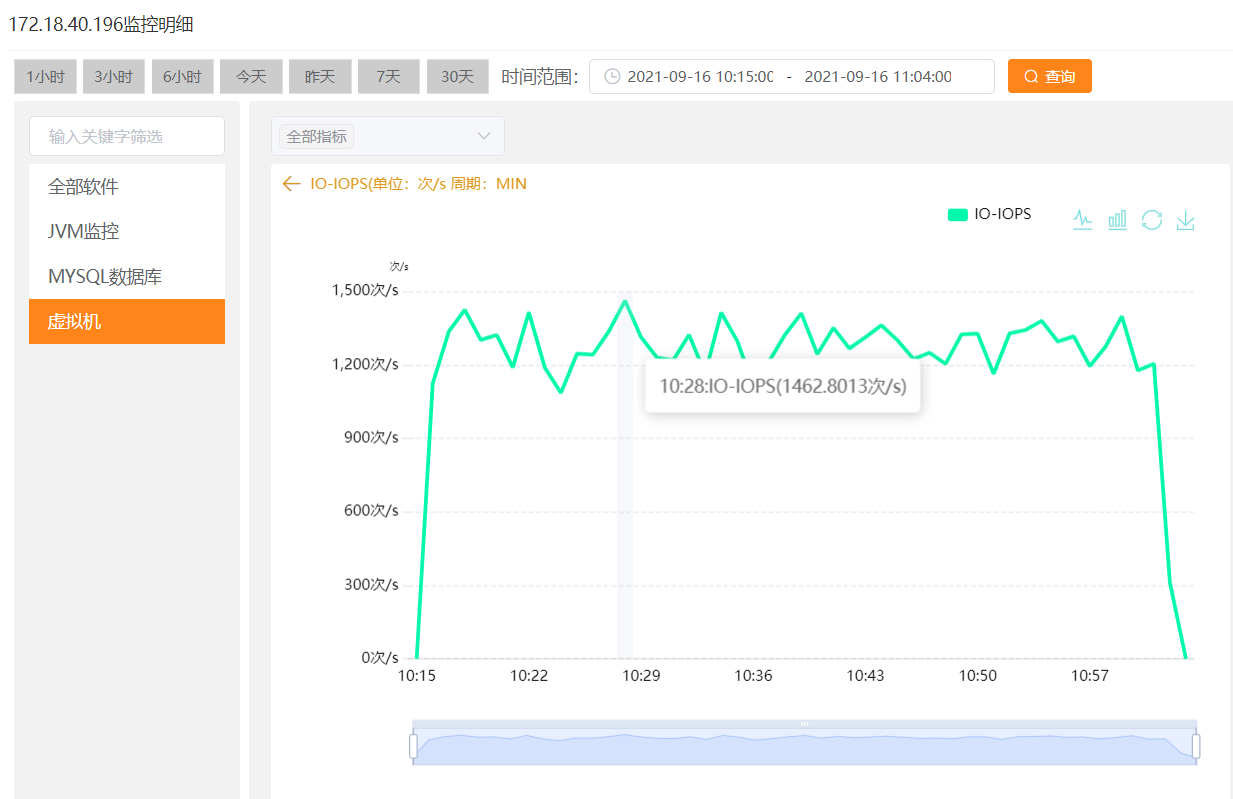 172.18.40.196监控明细
1小时 3小时 6小时 今天 昨天 7天 30天 时间范围： 2021-09-16 10:15:00 - 2021-09-16 11:04:00 查询
输入关键字筛选
全部指标
全部软件
JVM监控
MYSQL数据库
虚拟机
IO-IOPS(单位：次/s 周期：MIN
IO-IOPS
次/s
1,500次/s
1,200次/s
10:28:IO-IOPS(1462.8013次/s)
900次/s
600次/s
300次/s
0次/s
10:15 10:22 10:29 10:36 10:43 10:50 10:57